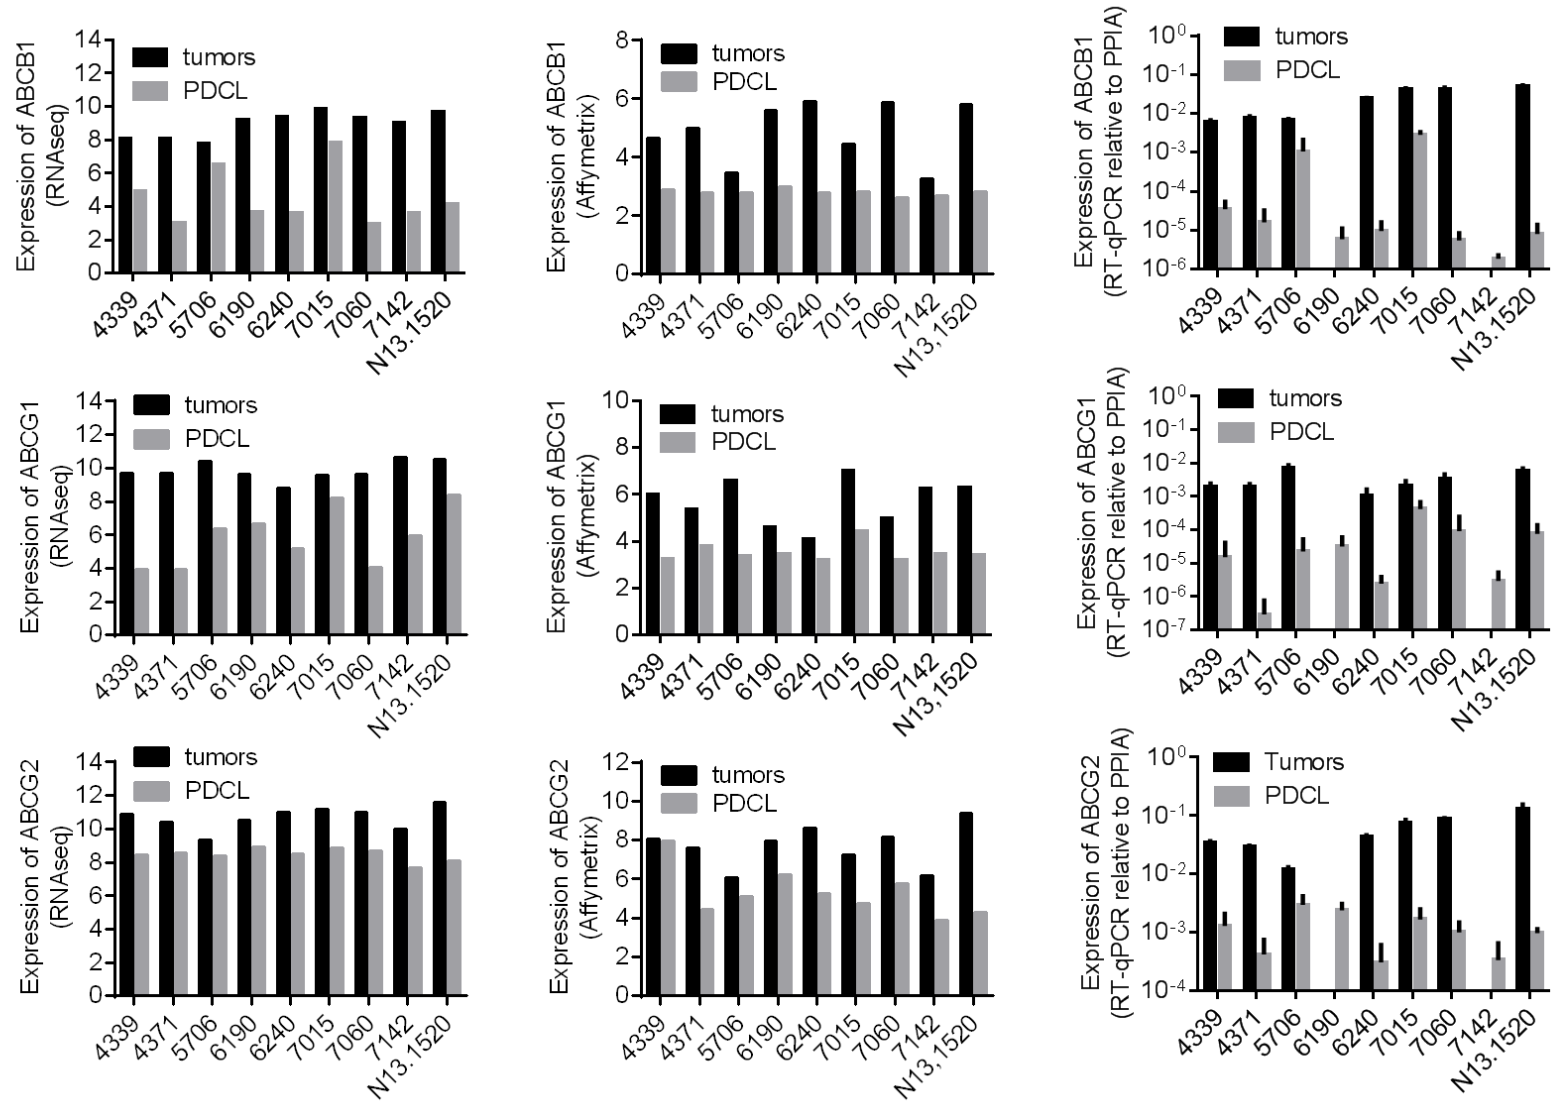 Expression of ABCB1
(RNAseq)
14
12
10
8
6
4
2
0
tumors
PDCL
4339
4371
5706
6190
6240
7015
7060
7142
N13.1520
Expression of ABCB1
(Affymetrix)
8
6
4
2
0
tumors
PDCL
4339
4371
5706
6190
6240
7015
7060
7142
N13,1520
Expression of ABCB1
(RT-qPCR relative to PPIA)
10⁰
10⁻¹
10⁻²
10⁻³
10⁻⁴
10⁻⁵
10⁻⁶
tumors
PDCL
4339
4371
5706
6190
6240
7015
7060
7142
N13.1520
Expression of ABCG1
(RNAseq)
14
12
10
8
6
4
2
0
tumors
PDCL
4339
4371
5706
6190
6240
7015
7060
7142
N13.1520
Expression of ABCG1
(Affymetrix)
10
8
6
4
2
0
tumors
PDCL
4339
4371
5706
6190
6240
7015
7060
7142
N13,1520
Expression of ABCG1
(RT-qPCR relative to PPIA)
10⁰
10⁻¹
10⁻²
10⁻³
10⁻⁴
10⁻⁵
10⁻⁶
10⁻⁷
tumors
PDCL
4339
4371
5706
6190
6240
7015
7060
7142
N13.1520
Expression of ABCG2
(RNAseq)
14
12
10
8
6
4
2
0
tumors
PDCL
4339
4371
5706
6190
6240
7015
7060
7142
N13.1520
Expression of ABCG2
(Affymetrix)
12
10
8
6
4
2
0
tumors
PDCL
4339
4371
5706
6190
6240
7015
7060
7142
N13,1520
Expression of ABCG2
(RT-qPCR relative to PPIA)
10⁰
10⁻¹
10⁻²
10⁻³
10⁻⁴
Tumors
PDCL
4339
4371
5706
6190
6240
7015
7060
7142
N13.1520